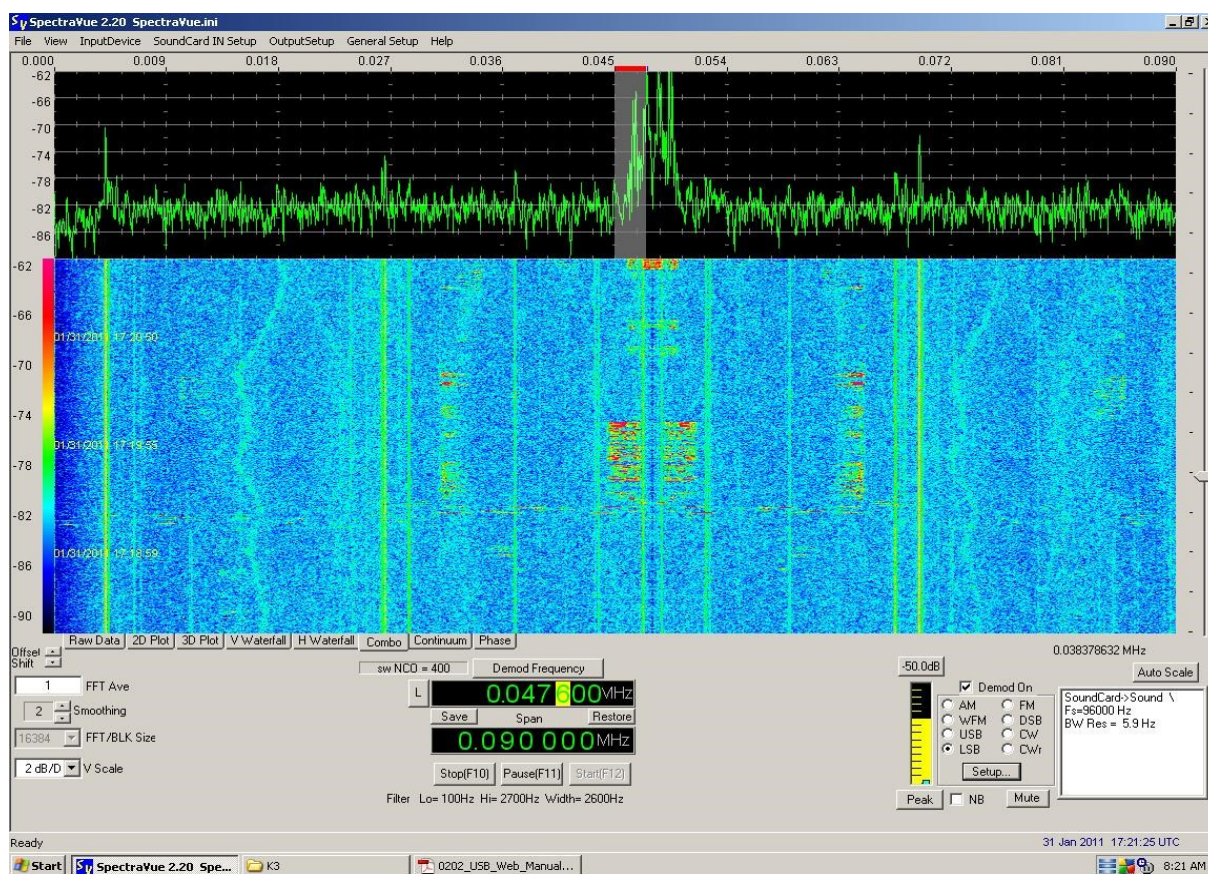 SpectraVue 2.20 SpectraVue.ini
File View InputDevice SoundCard IN Setup OutputSetup General Setup Help
0.000 0.009 0.018 0.027 0.036 0.045 0.054 0.063 0.072 0.081 0.090
-62
-66
-70
-74
-78
-82
-86
-62
-66
-70
-74
-78
-82
-86
-90
01/31/2011 17:20:50
01/31/2011 17:19:55
01/31/2011 17:18:59
Raw Data 2D Plot 3D Plot V Waterfall H Waterfall Combo Continuum Phase
Offset
Shift
1 FFT Ave
2 Smoothing
16384 FFT/BLK Size
2 dB/D V Scale
sw NCO = 400 Demod Frequency
L 0.047 600 MHz
Save Span Restore
0.090 000 MHz
Stop(F10) Pause(F11) Start(F12)
Filter Lo= 100Hz Hi= 2700Hz Width= 2600Hz
0.038378632 MHz
-50.0dB
Auto Scale
Demod On
AM FM
WFM DSB
USB CW
LSB CWr
Setup...
Peak NB Mute
SoundCard->Sound \
Fs=96000 Hz
BW Res = 5.9 Hz
Ready
31 Jan 2011 17:21:25 UTC
Start SpectraVue 2.20 Spe... K3 0202_USB_Web_Manual... 8:21 AM